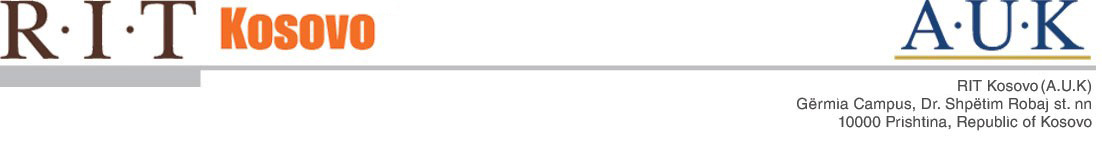 R·I·T Kosovo A·U·K
RIT Kosovo (A.U.K)
Gërmia Campus, Dr. Shpëtim Robaj st. nn
10000 Prishtina, Republic of Kosovo